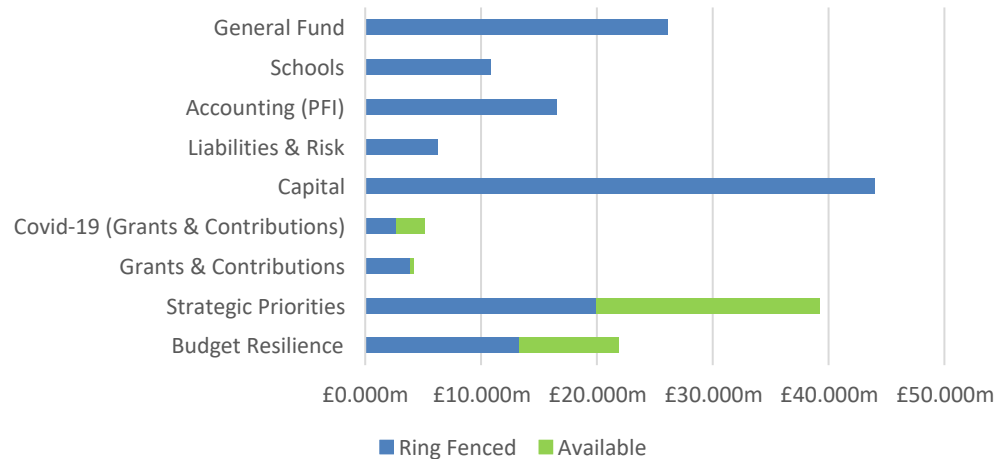 General Fund
Schools
Accounting (PFI)
Liabilities & Risk
Capital
Covid-19 (Grants & Contributions)
Grants & Contributions
Strategic Priorities
Budget Resilience
£0.000m £10.000m £20.000m £30.000m £40.000m £50.000m
Ring Fenced Available